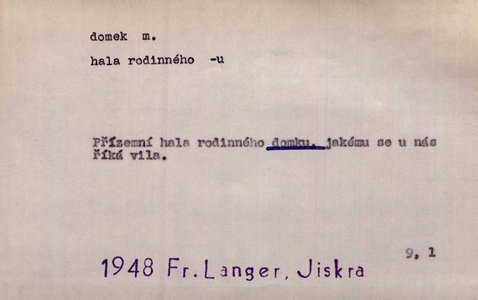 domek m.
hala rodinného -u
Přízemní hala rodinného domku, jakému se u nás
říká vila.
9, 1
1948 Fr. Langer, Jiskra